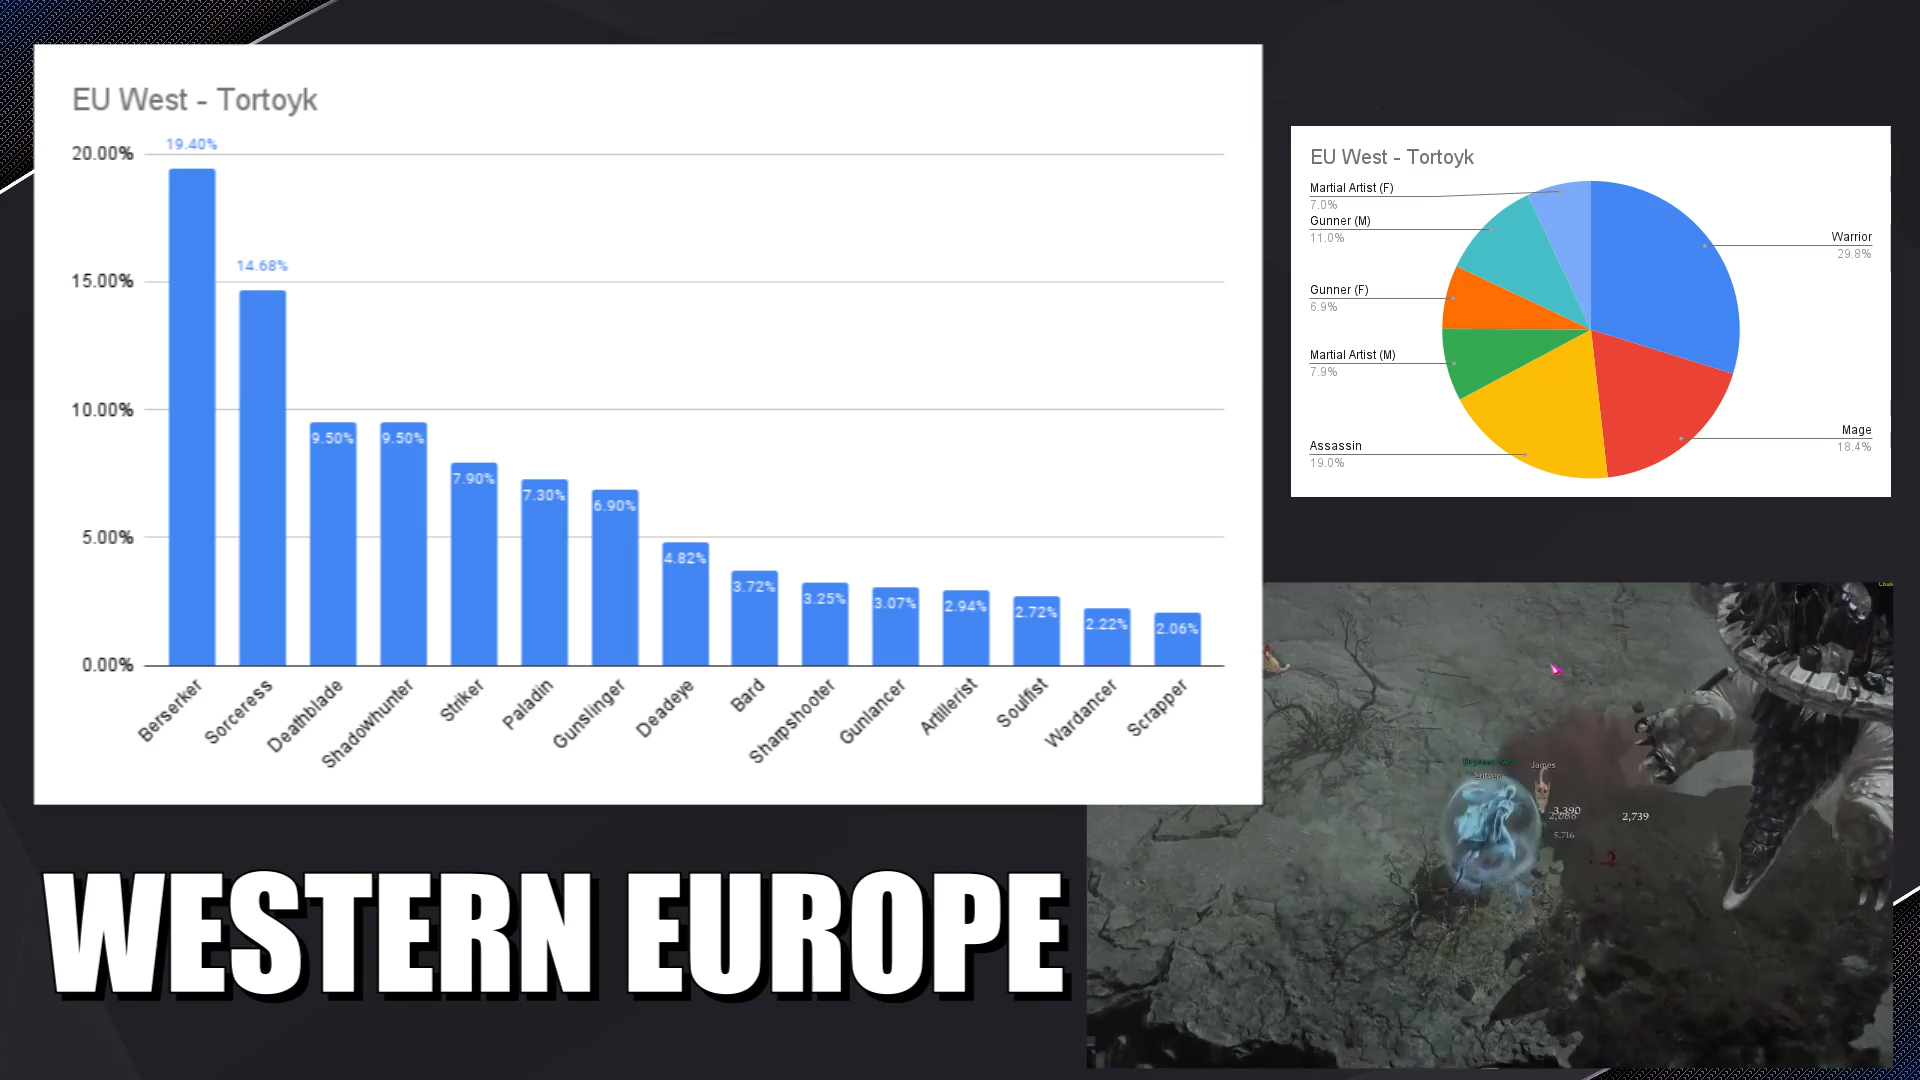 EU West - Tortoyk
20.00%
15.00%
10.00%
5.00%
0.00%
19.40%
14.68%
9.50%
9.50%
7.90%
7.30%
6.90%
4.82%
3.72%
3.25%
3.07%
2.94%
2.72%
2.22%
2.06%
Berserker
Sorceress
Deathblade
Shadowhunter
Striker
Paladin
Gunslinger
Deadeye
Bard
Sharpshooter
Gunlancer
Artillerist
Soulfist
Wardancer
Scrapper
EU West - Tortoyk
Martial Artist (F)
7.0%
Gunner (M)
11.0%
Gunner (F)
6.9%
Martial Artist (M)
7.9%
Assassin
19.0%
Warrior
29.8%
Mage
18.4%
James
3,390
2,739
5,716
WESTERN EUROPE